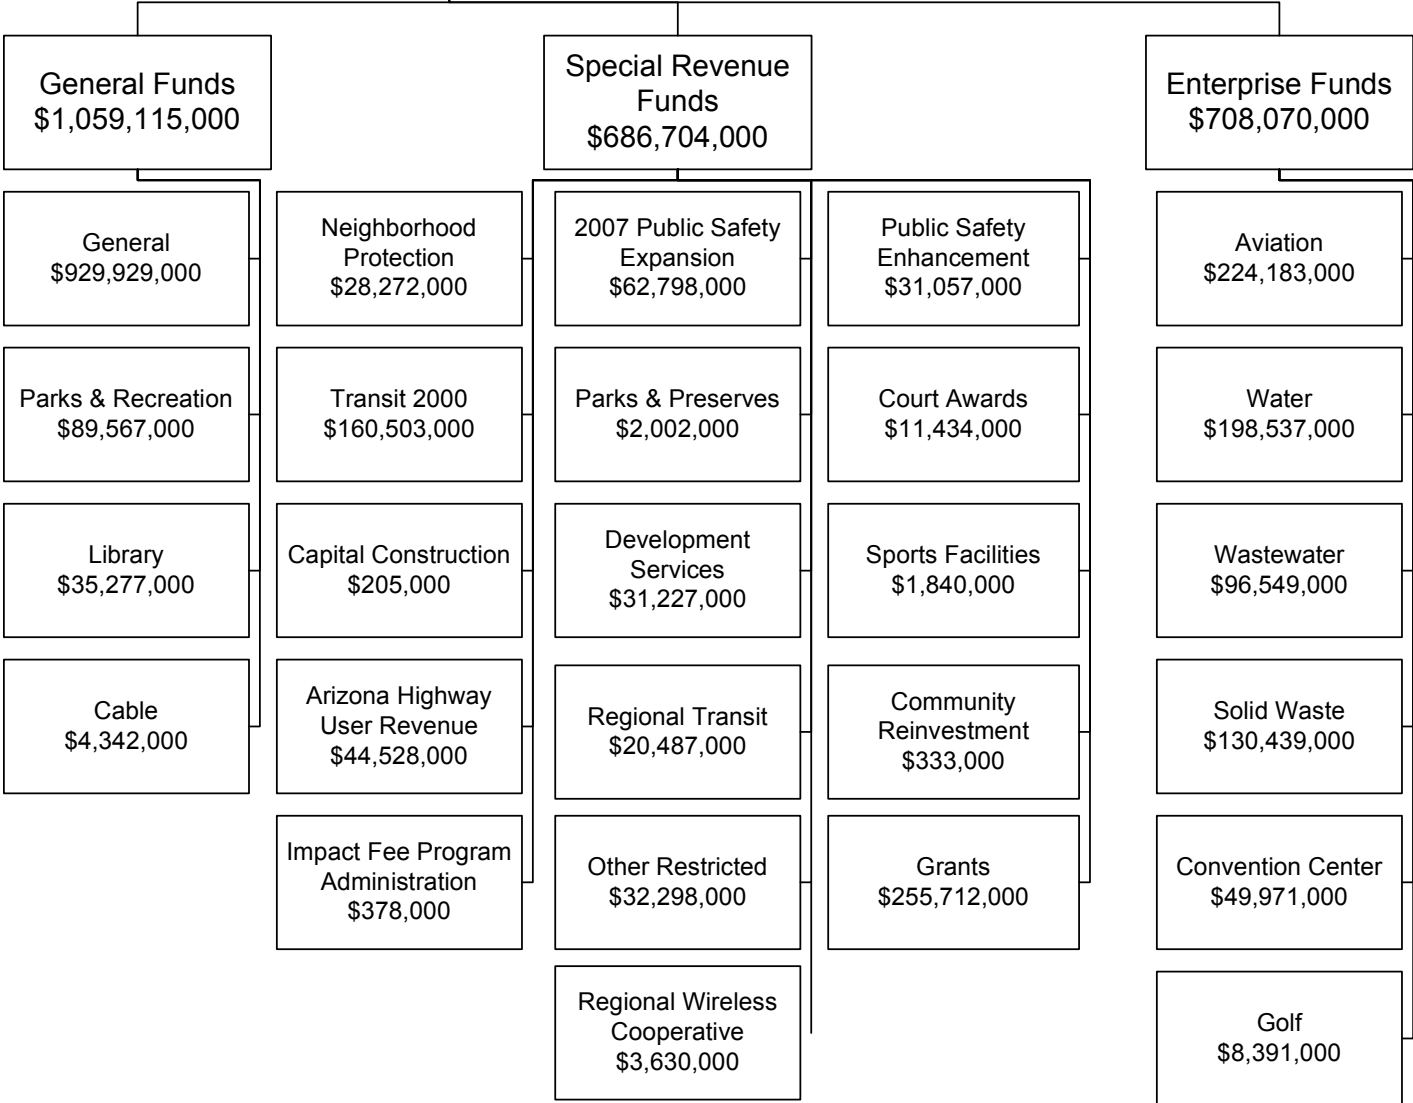 General Funds
$1,059,115,000
Special Revenue
Funds
$686,704,000
Enterprise Funds
$708,070,000
General
$929,929,000
Neighborhood
Protection
$28,272,000
2007 Public Safety
Expansion
$62,798,000
Public Safety
Enhancement
$31,057,000
Aviation
$224,183,000
Parks & Recreation
$89,567,000
Transit 2000
$160,503,000
Parks & Preserves
$2,002,000
Court Awards
$11,434,000
Water
$198,537,000
Library
$35,277,000
Capital Construction
$205,000
Development
Services
$31,227,000
Sports Facilities
$1,840,000
Wastewater
$96,549,000
Cable
$4,342,000
Arizona Highway
User Revenue
$44,528,000
Regional Transit
$20,487,000
Community
Reinvestment
$333,000
Solid Waste
$130,439,000
Impact Fee Program
Administration
$378,000
Other Restricted
$32,298,000
Grants
$255,712,000
Convention Center
$49,971,000
Regional Wireless
Cooperative
$3,630,000
Golf
$8,391,000